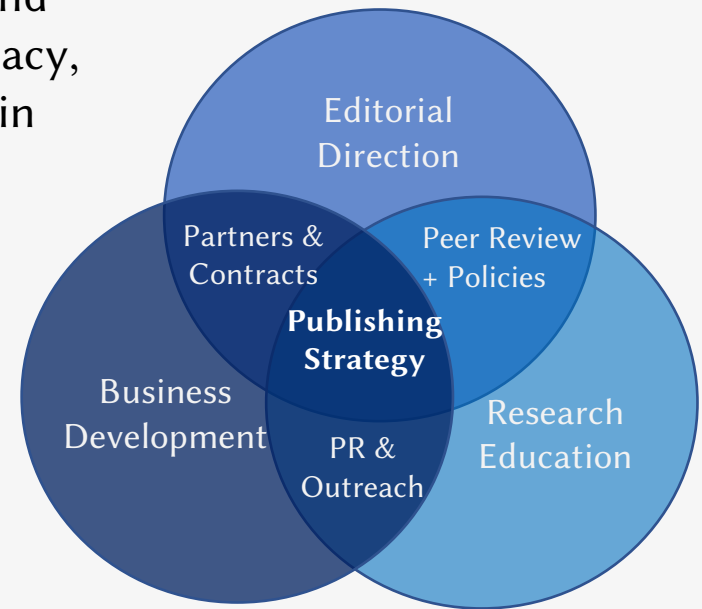 acy,
in
Editorial
Direction
Partners &
Contracts
Peer Review
+ Policies
Publishing
Strategy
Business
Development
Research
Education
PR &
Outreach